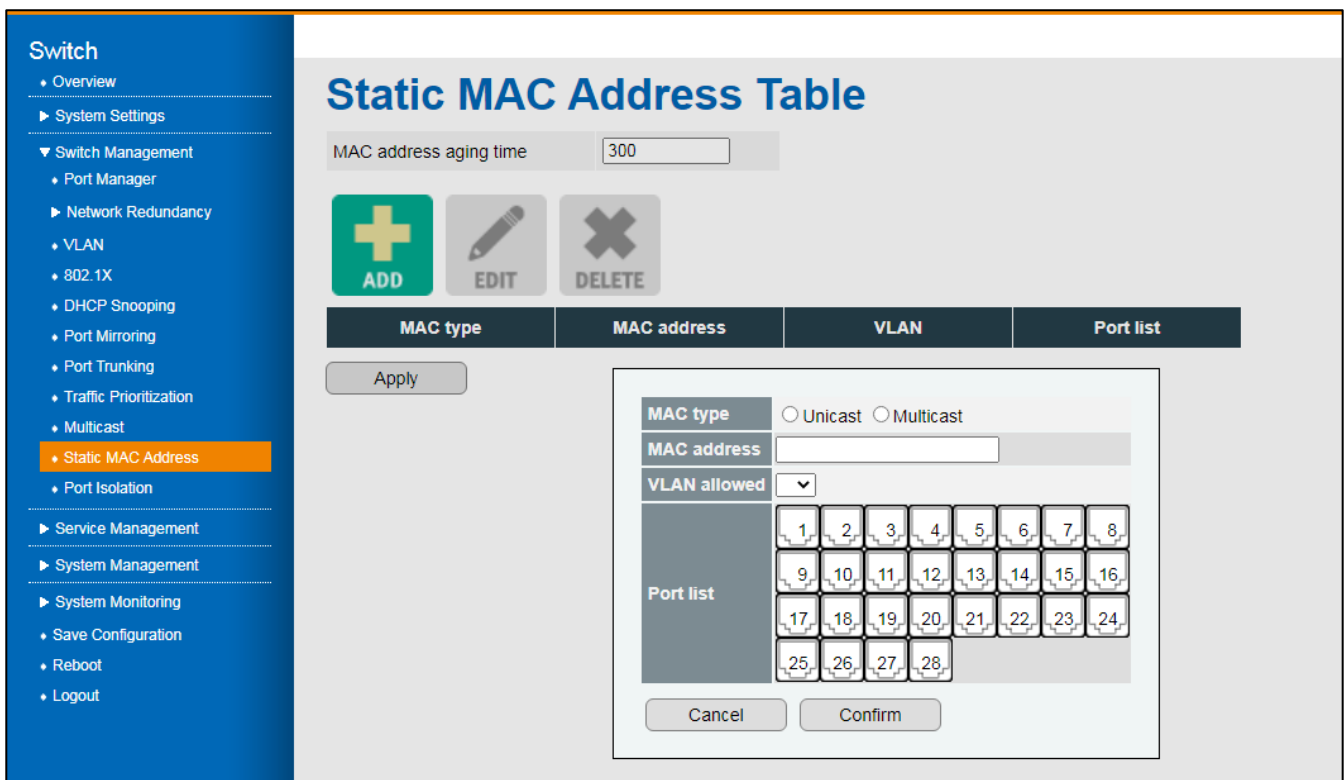 Switch
Overview
System Settings
Switch Management
Port Manager
Network Redundancy
VLAN
802.1X
DHCP Snooping
Port Mirroring
Port Trunking
Traffic Prioritization
Multicast
Static MAC Address
Port Isolation
Service Management
System Management
System Monitoring
Save Configuration
Reboot
Logout
Static MAC Address Table
MAC address aging time 300
ADD EDIT DELETE
MAC type MAC address VLAN Port list
Apply
MAC type Unicast Multicast
MAC address
VLAN allowed
Port list
1 2 3 4 5 6 7 8
9 10 11 12 13 14 15 16
17 18 19 20 21 22 23 24
25 26 27 28
Cancel Confirm